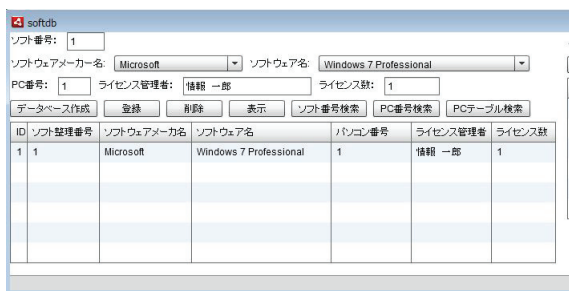 softdb
ソフト番号: 1
ソフトウェアメーカー名: Microsoft ソフトウェア名: Windows 7 Professional
PC番号: 1 ライセンス管理者: 情報 一郎 ライセンス数: 1
データベース作成 登録 削除 表示 ソフト番号検索 PC番号検索 PCテーブル検索
ID ソフト整理番号 ソフトウェアメーカ名 ソフトウェア名 パソコン番号 ライセンス管理者 ライセンス数
1 1 Microsoft Windows 7 Professional 1 情報 一郎 1